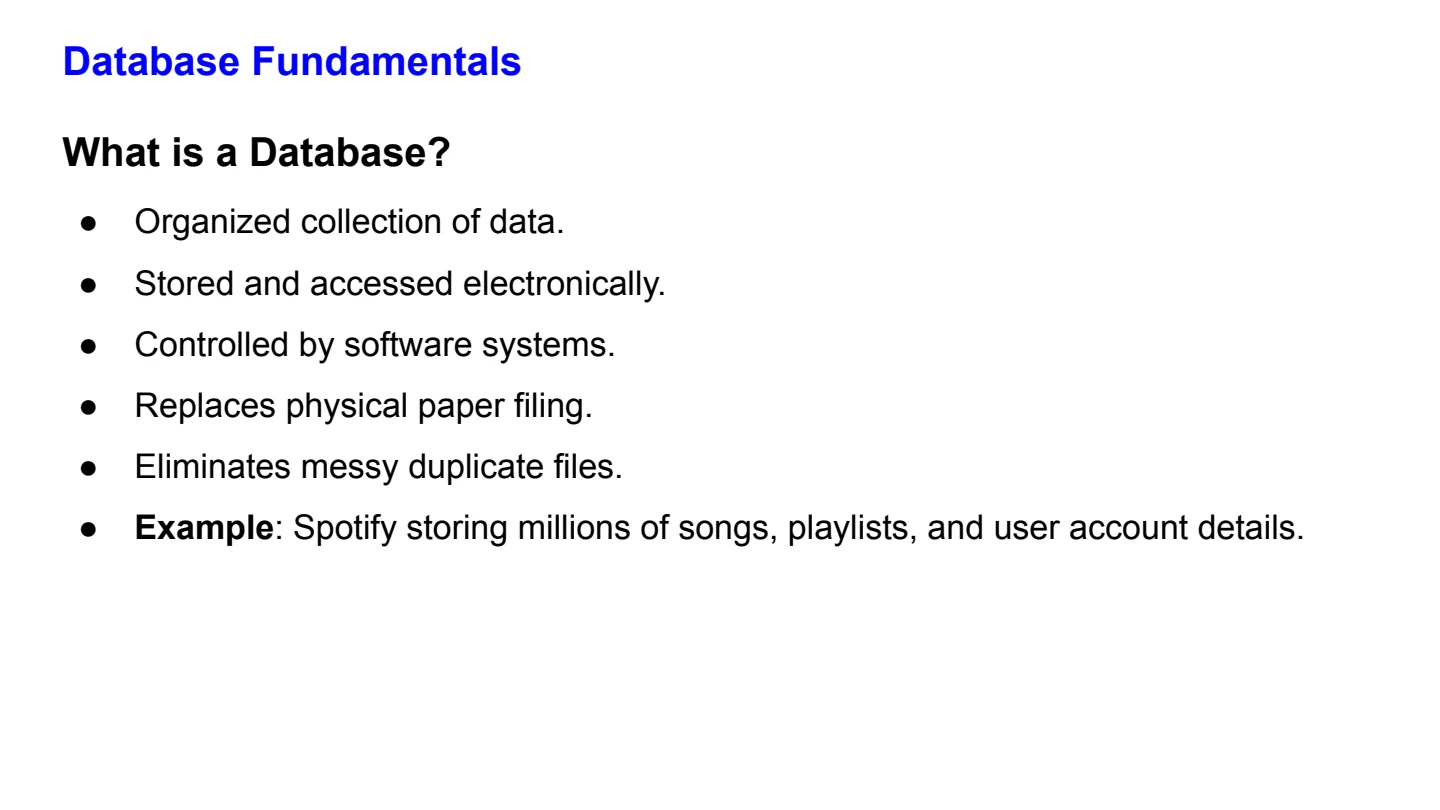 Database Fundamentals
What is a Database?
● Organized collection of data.
● Stored and accessed electronically.
● Controlled by software systems.
● Replaces physical paper filing.
● Eliminates messy duplicate files.
● Example: Spotify storing millions of songs, playlists, and user account details.